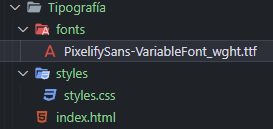 Tipografía
fonts
PixelifySans-VariableFont_wght.ttf
styles
styles.css
index.html